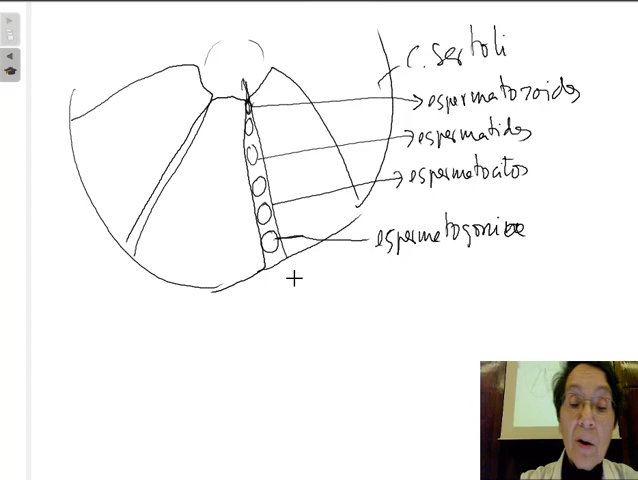 C. Sertoli
espermatozoides
espermatides
espermatocitos
espermatogonias